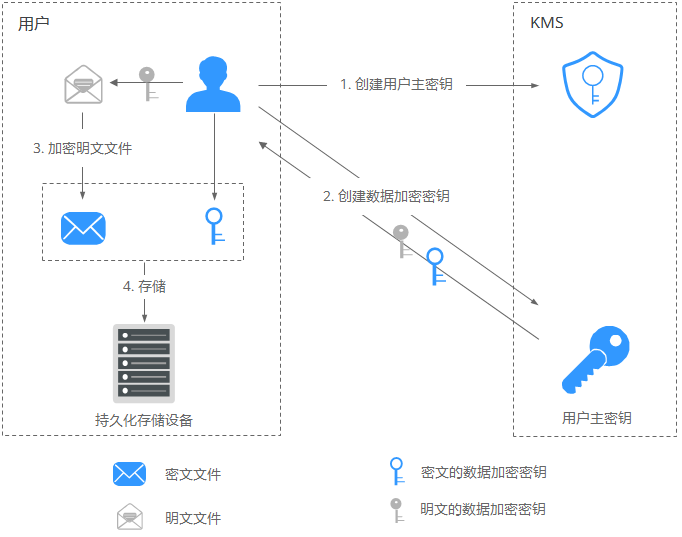 用户
KMS
1. 创建用户主密钥
3. 加密明文文件
2. 创建数据加密密钥
4. 存储
持久化存储设备
用户主密钥
密文文件
密文的数据加密密钥
明文文件
明文的数据加密密钥